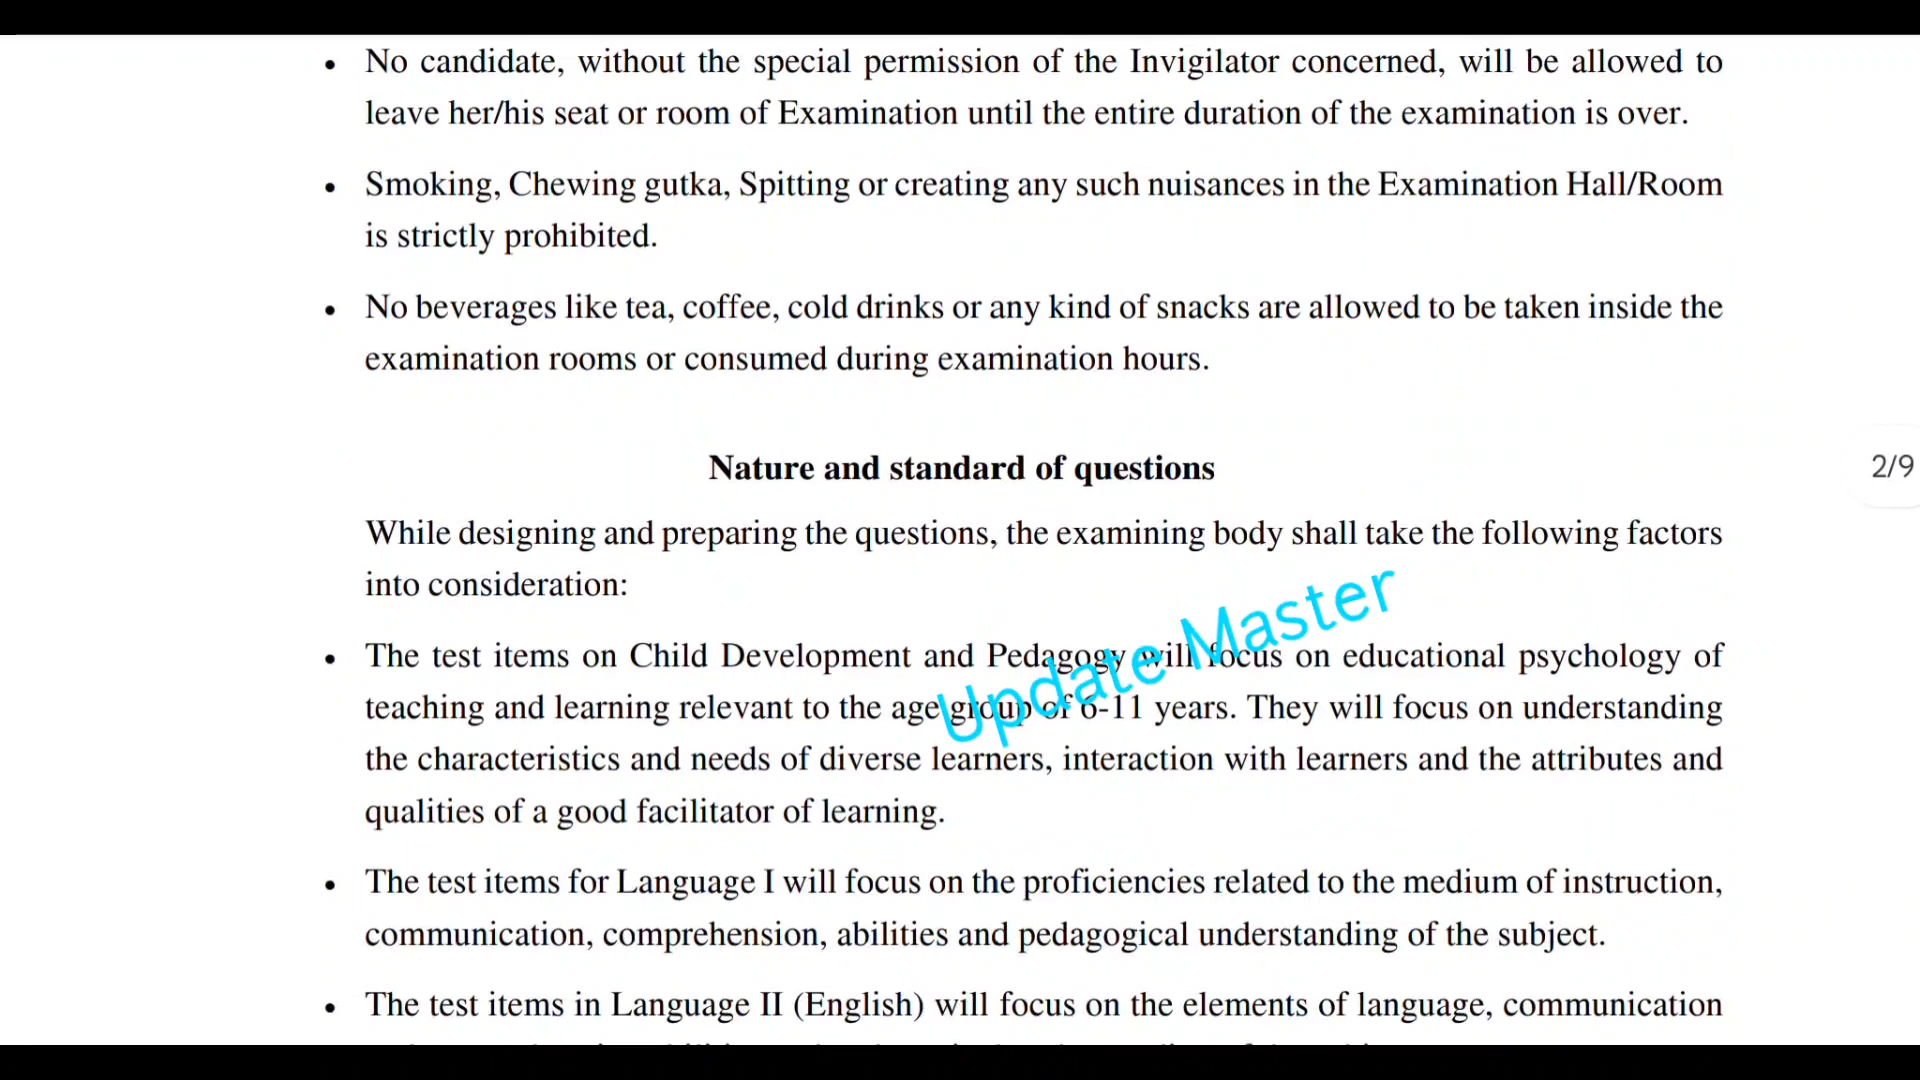 No candidate, without the special permission of the Invigilator concerned, will be allowed to
leave her/his seat or room of Examination until the entire duration of the examination is over.
Smoking, Chewing gutka, Spitting or creating any such nuisances in the Examination Hall/Room
is strictly prohibited.
No beverages like tea, coffee, cold drinks or any kind of snacks are allowed to be taken inside the
examination rooms or consumed during examination hours.
Nature and standard of questions
2/9
While designing and preparing the questions, the examining body shall take the following factors
into consideration:
Update Master
The test items on Child Development and Pedagogy will focus on educational psychology of
teaching and learning relevant to the age group of 6-11 years. They will focus on understanding
the characteristics and needs of diverse learners, interaction with learners and the attributes and
qualities of a good facilitator of learning.
The test items for Language I will focus on the proficiencies related to the medium of instruction,
communication, comprehension, abilities and pedagogical understanding of the subject.
The test items in Language II (English) will focus on the elements of language, communication